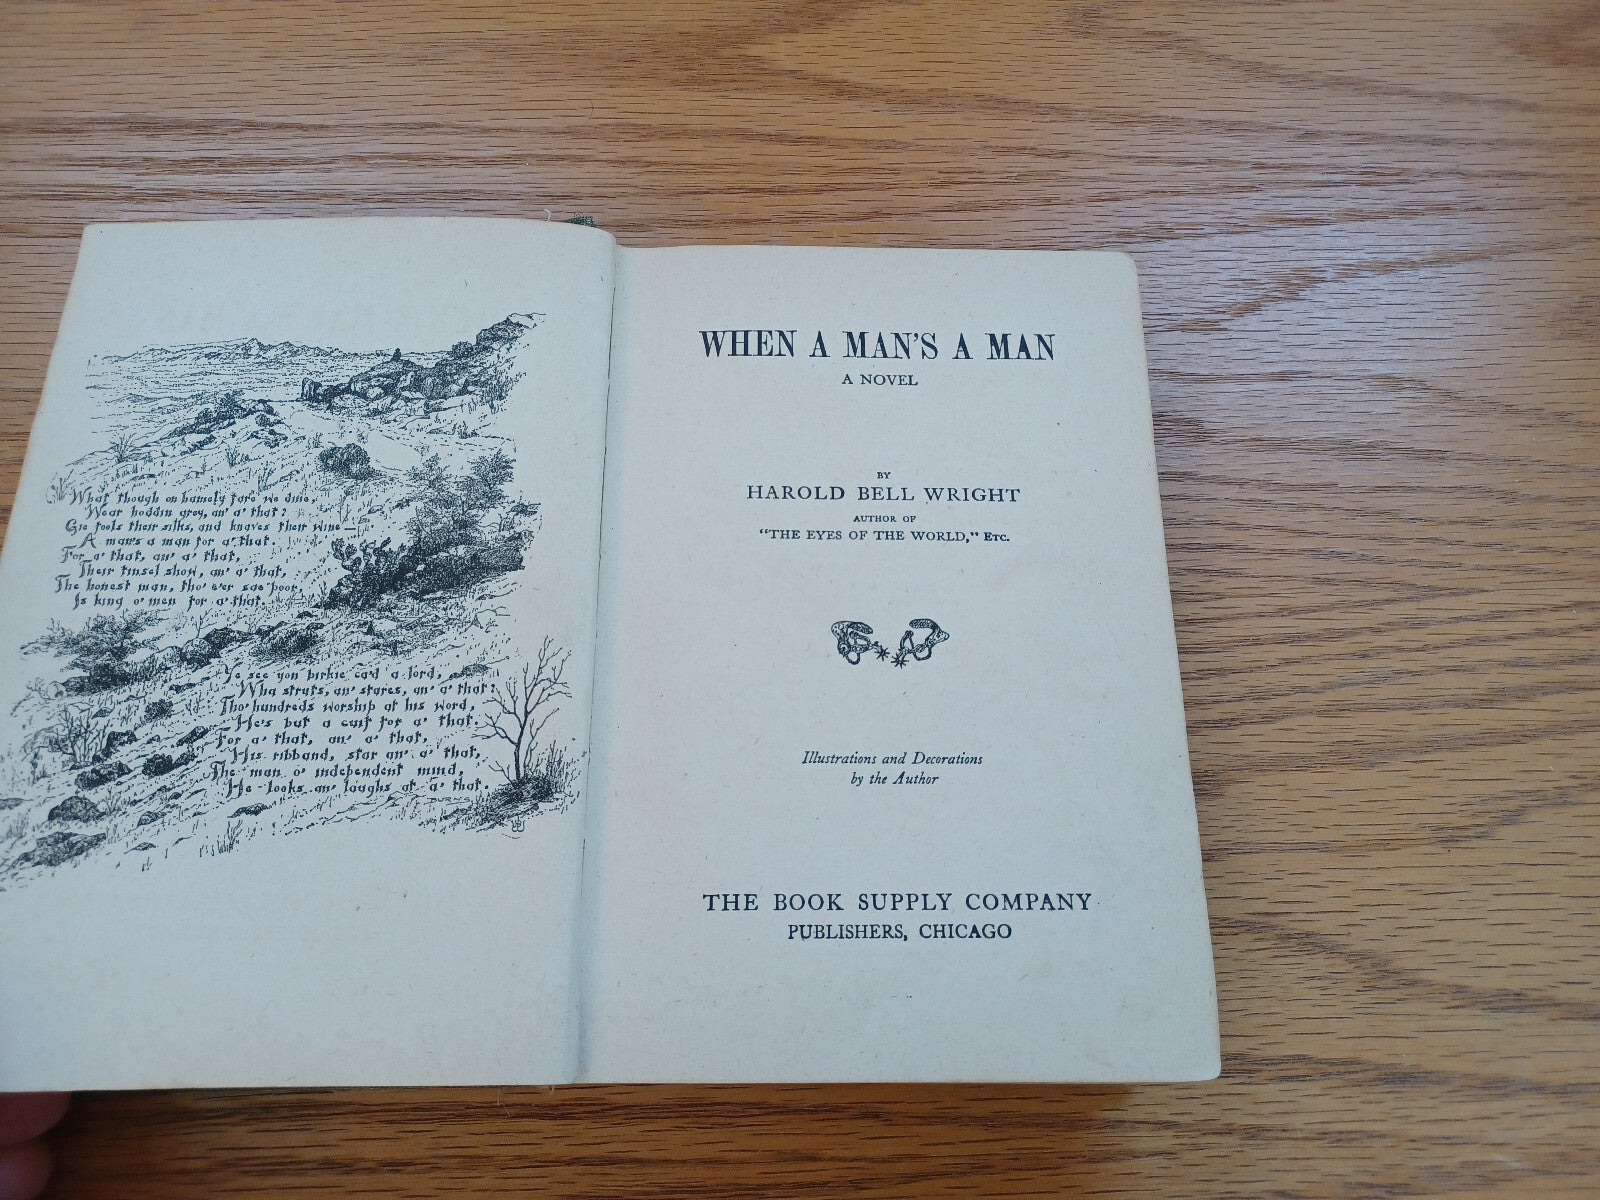 What though on hamely fare we dine,
Wear hoddin grey, an' a' that?
Gie fools their silks, and knaves their wine—
A man's a man for a' that.
For a' that, an' a' that,
Their tinsel show, an' a' that,
The honest man, tho' e'er sae poor,
Is king o' men for a' that.
Ye see yon birkie ca'd a lord,
Wha struts, an' stares, an' a' that?
Tho' hundreds worship at his word,
He's but a cuif for a' that.
For a' that, an' a' that,
His ribband, star an' a' that,
The man o' independent mind,
He looks an' laughs at a' that.
BURNS
WHEN A MAN'S A MAN
A NOVEL
BY
HAROLD BELL WRIGHT
AUTHOR OF
"THE EYES OF THE WORLD," ETC.
Illustrations and Decorations
by the Author
THE BOOK SUPPLY COMPANY
PUBLISHERS, CHICAGO